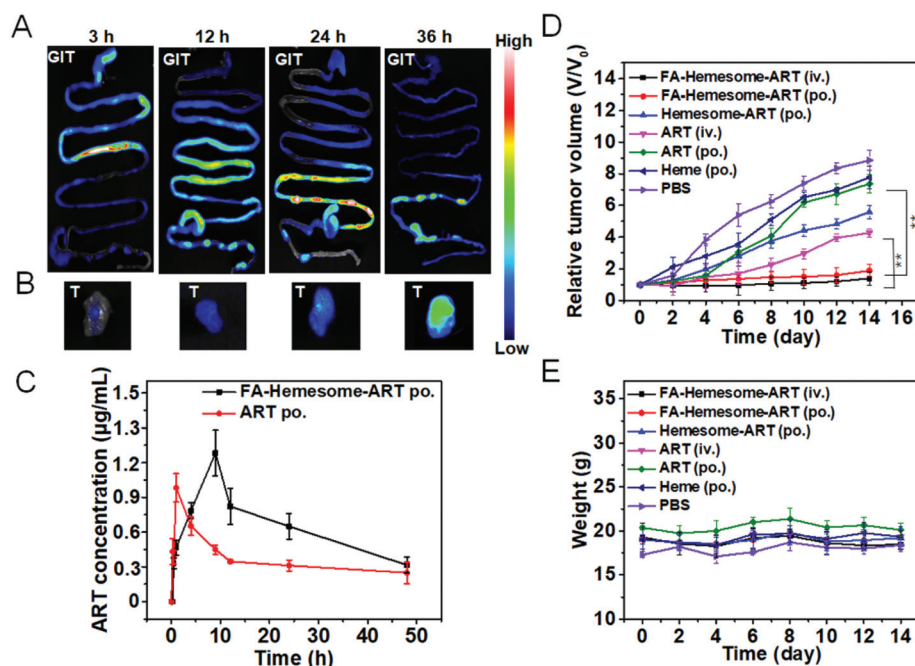 A
3 h 12 h 24 h 36 h
GIT GIT GIT GIT
High
Low
B
T T T T
C
ART concentration (µg/mL)
1.5
1.3
1.2
0.9
0.6
0.3
0
FA-Hemesome-ART po.
ART po.
0 10 20 30 40 50
Time (h)
D
Relative tumor volume (V/V0)
14
12
10
8
6
4
2
0
FA-Hemesome-ART (iv.)
FA-Hemesome-ART (po.)
Hemesome-ART (po.)
ART (iv.)
ART (po.)
Heme (po.)
PBS
**
**
0 2 4 6 8 10 12 14 16
Time (day)
E
Weight (g)
35
30
25
20
15
10
FA-Hemesome-ART (iv.)
FA-Hemesome-ART (po.)
Hemesome-ART (po.)
ART (iv.)
ART (po.)
Heme (po.)
PBS
0 2 4 6 8 10 12 14
Time (day)